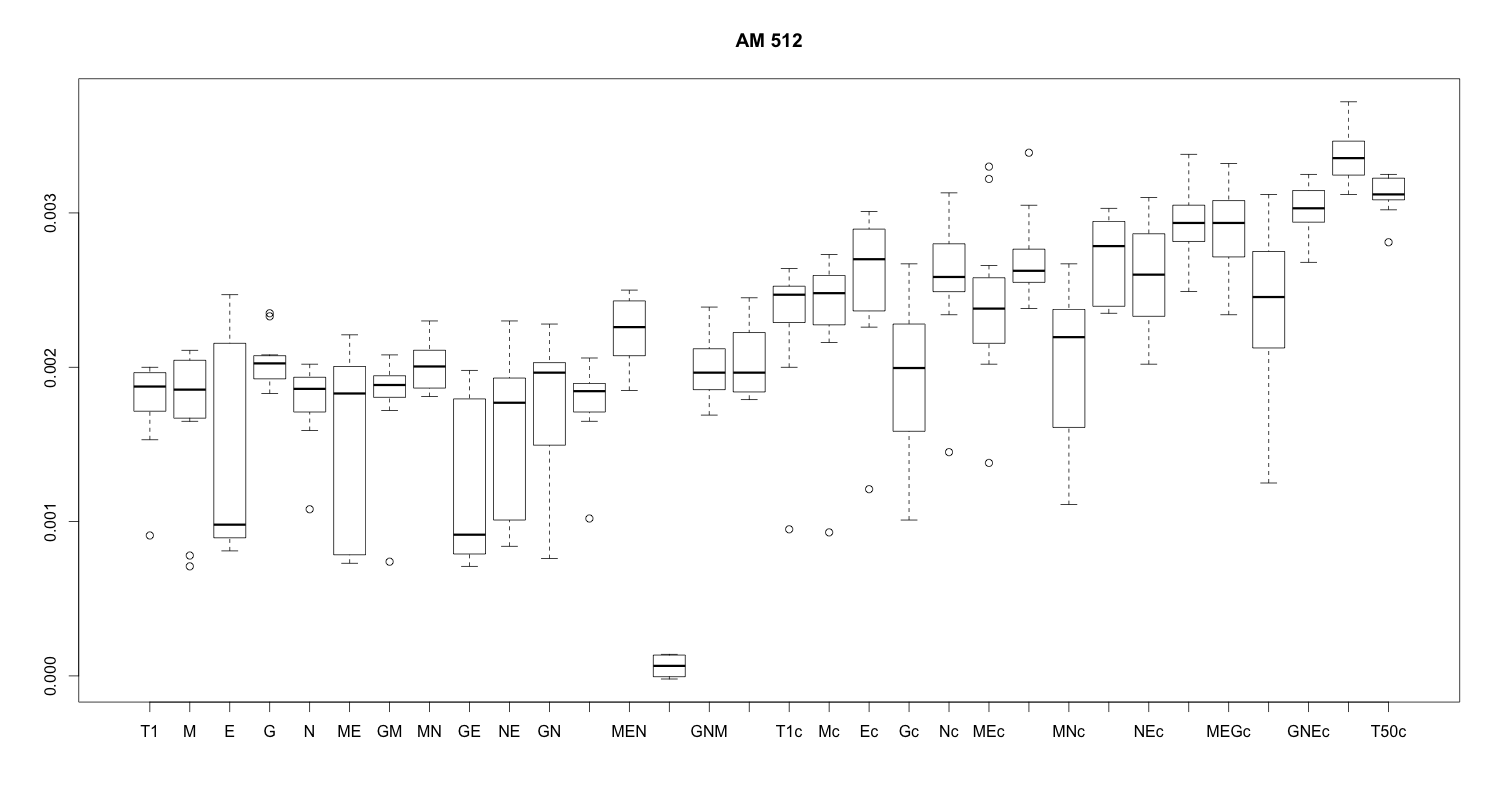 AM 512
0.003
0.002
0.001
0.000
T1 M E G N ME GM MN GE NE GN MEN GNM T1c Mc Ec Gc Nc MEc MNc NEc MEGc GNEc T50c